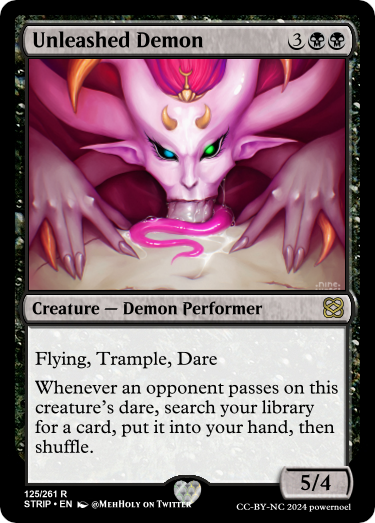 Unleashed Demon 3
Creature — Demon Performer
Flying, Trample, Dare
Whenever an opponent passes on this
creature's dare, search your library
for a card, put it into your hand, then
shuffle.
5/4
125/261 R
STRIP • EN @MehHoly on Twitter
CC-BY-NC 2024 powernoel